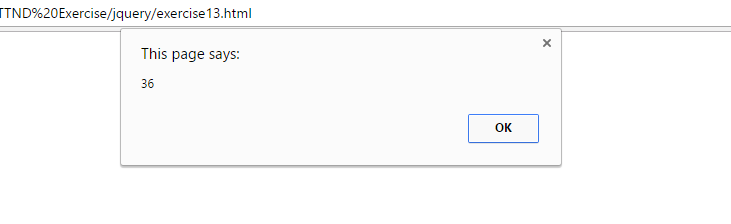 TTND%20Exercise/jquery/exercise13.html
This page says:
36
OK